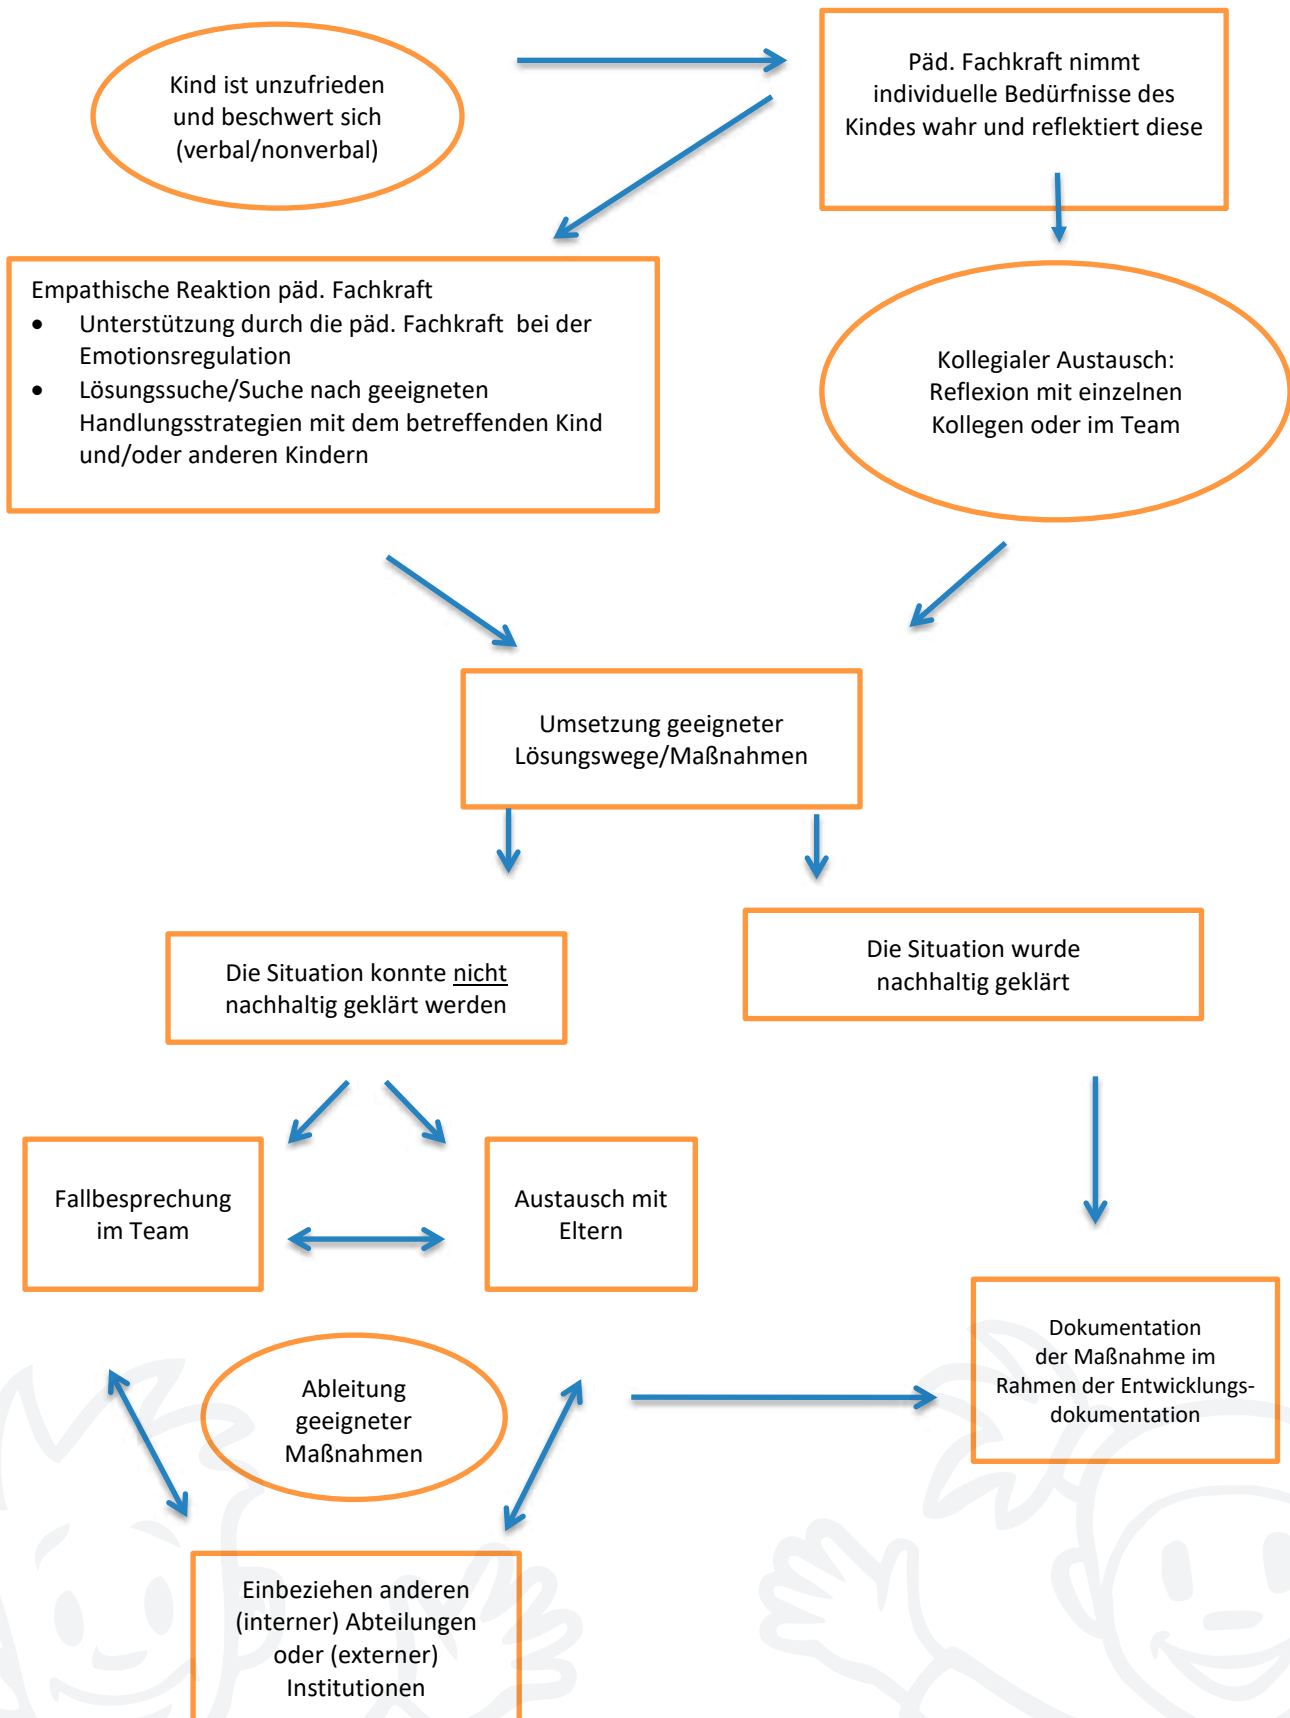 Kind ist unzufrieden
und beschwert sich
(verbal/nonverbal)
Päd. Fachkraft nimmt
individuelle Bedürfnisse des
Kindes wahr und reflektiert diese
Empathische Reaktion päd. Fachkraft
• Unterstützung durch die päd. Fachkraft bei der
Emotionsregulation
• Lösungssuche/Suche nach geeigneten
Handlungsstrategien mit dem betreffenden Kind
und/oder anderen Kindern
Kollegialer Austausch:
Reflexion mit einzelnen
Kollegen oder im Team
Umsetzung geeigneter
Lösungswege/Maßnahmen
Die Situation konnte nicht
nachhaltig geklärt werden
Die Situation wurde
nachhaltig geklärt
Fallbesprechung
im Team
Austausch mit
Eltern
Dokumentation
der Maßnahme im
Rahmen der Entwicklungs-
dokumentation
Ableitung
geeigneter
Maßnahmen
Einbeziehen anderen
(interner) Abteilungen
oder (externer)
Institutionen